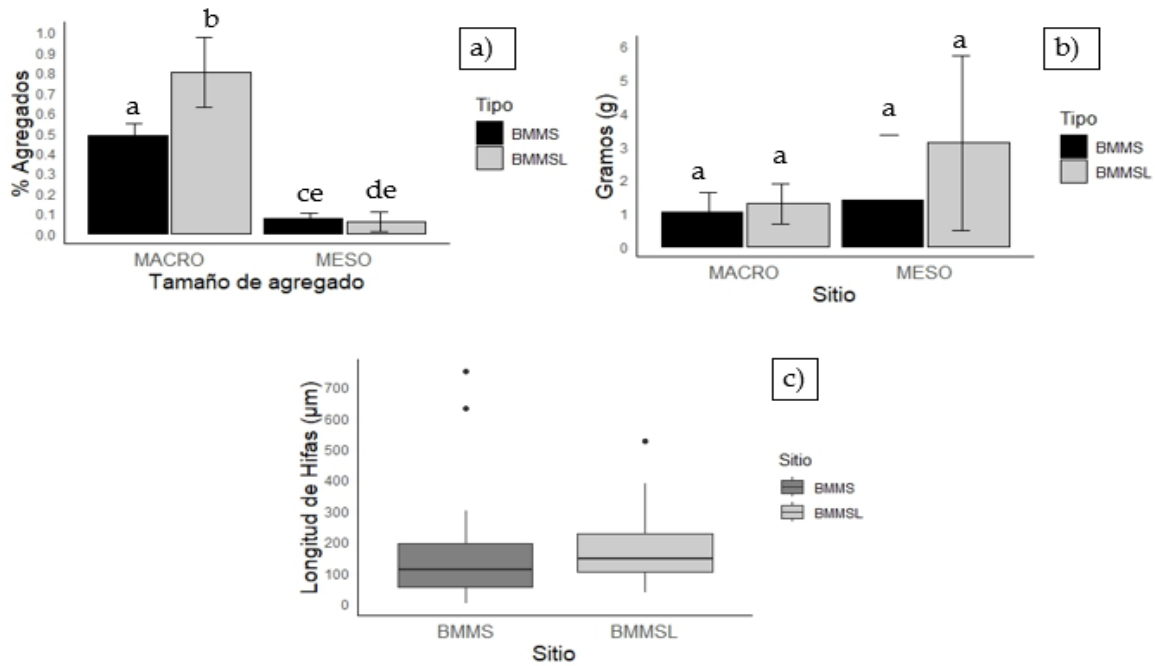 a)
% Agregados
1.0
0.9
0.8
0.7
0.6
0.5
0.4
0.3
0.2
0.1
0.0
a
b
ce
de
MACRO MESO
Tamaño de agregado
Tipo
BMMS
BMMSL
b)
Gramos (g)
6
5
4
3
2
1
0
a
a
a
a
MACRO MESO
Sitio
Tipo
BMMS
BMMSL
c)
Longitud de Hifas (µm)
700
600
500
400
300
200
100
0
BMMS BMMSL
Sitio
Sitio
BMMS
BMMSL